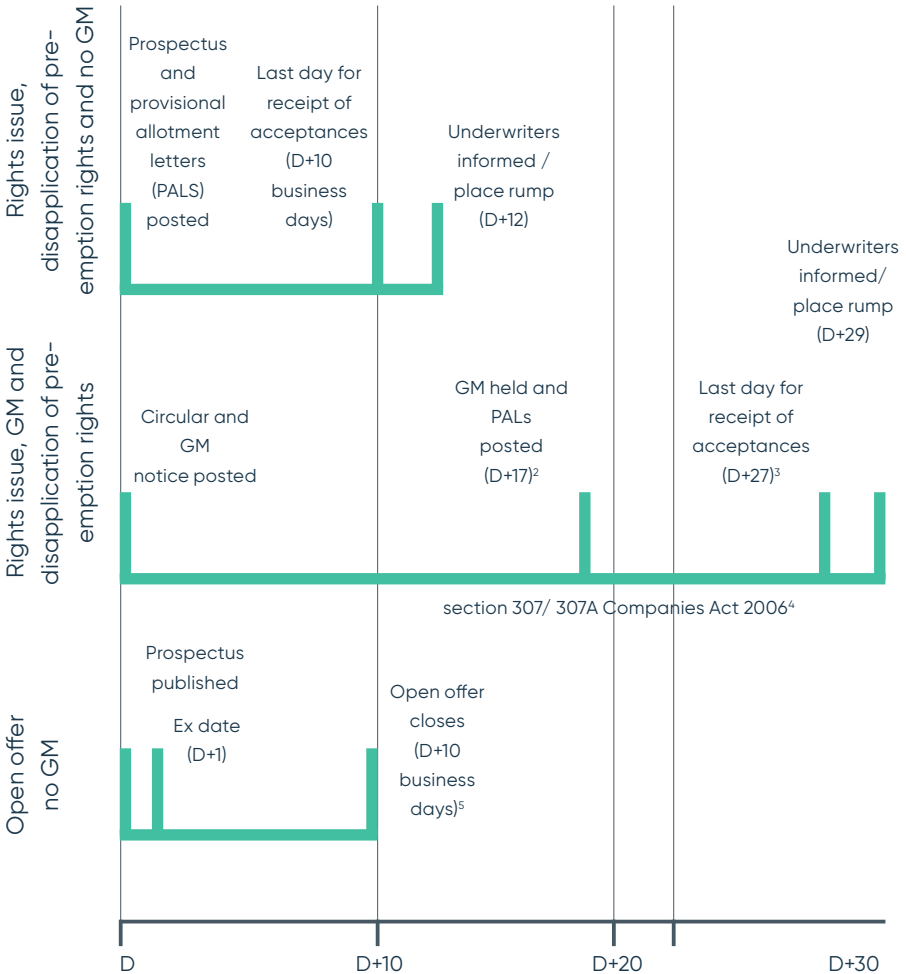 Rights issue,
disapplication of pre-
emption rights and no GM
Prospectus
and
provisional
allotment
letters
(PALS)
posted
Last day for
receipt of
acceptances
(D+10
business
days)
Underwriters
informed /
place rump
(D+12)
Rights issue, GM and
disapplication of pre-
emption rights
Circular and
GM
notice posted
GM held and
PALs
posted
(D+17)²
Last day for
receipt of
acceptances
(D+27)³
Underwriters
informed/
place rump
(D+29)
section 307/ 307A Companies Act 2006⁴
Open offer
no GM
Prospectus
published
Ex date
(D+1)
Open offer
closes
(D+10
business
days)⁵
D
D+10
D+20
D+30